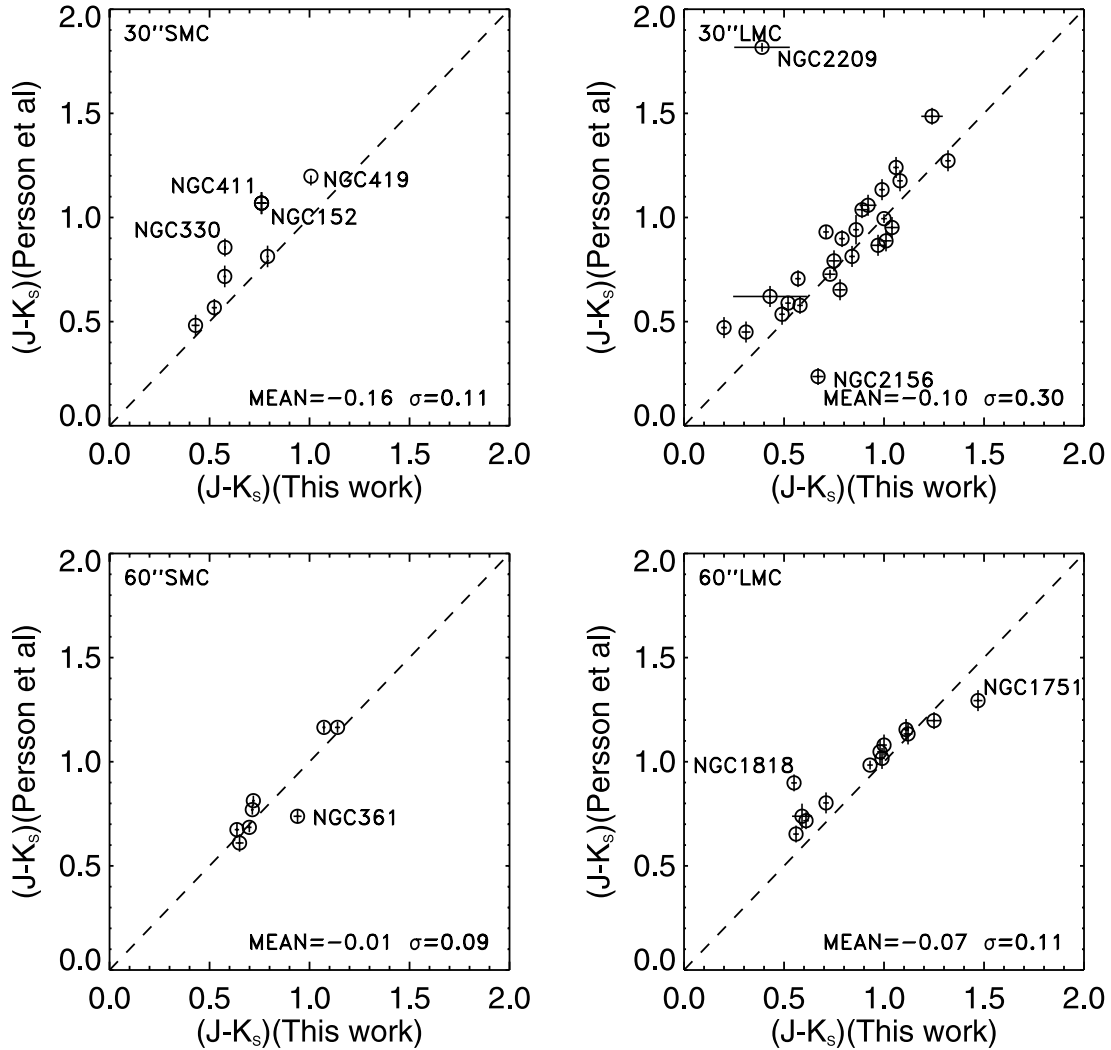 30''SMC
NGC411
NGC419
NGC152
NGC330
MEAN=−0.16 σ=0.11
2.0
1.5
1.0
0.5
0.0
0.0 0.5 1.0 1.5 2.0
(J-Ks)(This work)
(J-Ks)(Persson et al)
30''LMC
NGC2209
NGC2156
MEAN=−0.10 σ=0.30
2.0
1.5
1.0
0.5
0.0
0.0 0.5 1.0 1.5 2.0
(J-Ks)(This work)
(J-Ks)(Persson et al)
60''SMC
NGC361
MEAN=−0.01 σ=0.09
2.0
1.5
1.0
0.5
0.0
0.0 0.5 1.0 1.5 2.0
(J-Ks)(This work)
(J-Ks)(Persson et al)
60''LMC
NGC1751
NGC1818
MEAN=−0.07 σ=0.11
2.0
1.5
1.0
0.5
0.0
0.0 0.5 1.0 1.5 2.0
(J-Ks)(This work)
(J-Ks)(Persson et al)